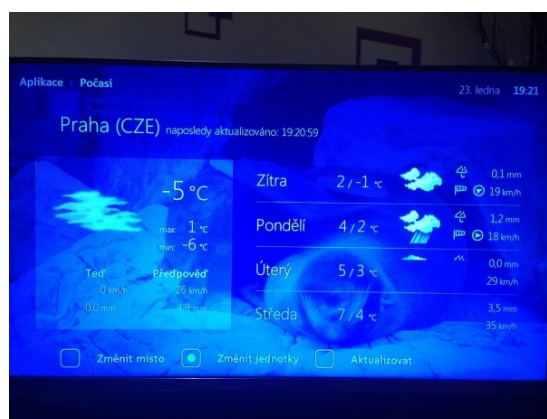 Aplikace > Počasí
23. ledna 19:21
Praha (CZE) naposledy aktualizováno: 19:20:59
-5 °C
max: 1 °C
min: -6 °C
Teď Předpověď
0 km/h 26 km/h
0,0 mm 4,9 mm
Zítra 2 / -1 °C 0,1 mm
19 km/h
Pondělí 4 / 2 °C 1,2 mm
18 km/h
Úterý 5 / 3 °C 0,0 mm
29 km/h
Středa 7 / 4 °C 3,5 mm
35 km/h
Změnit místo Změnit jednotky Aktualizovat